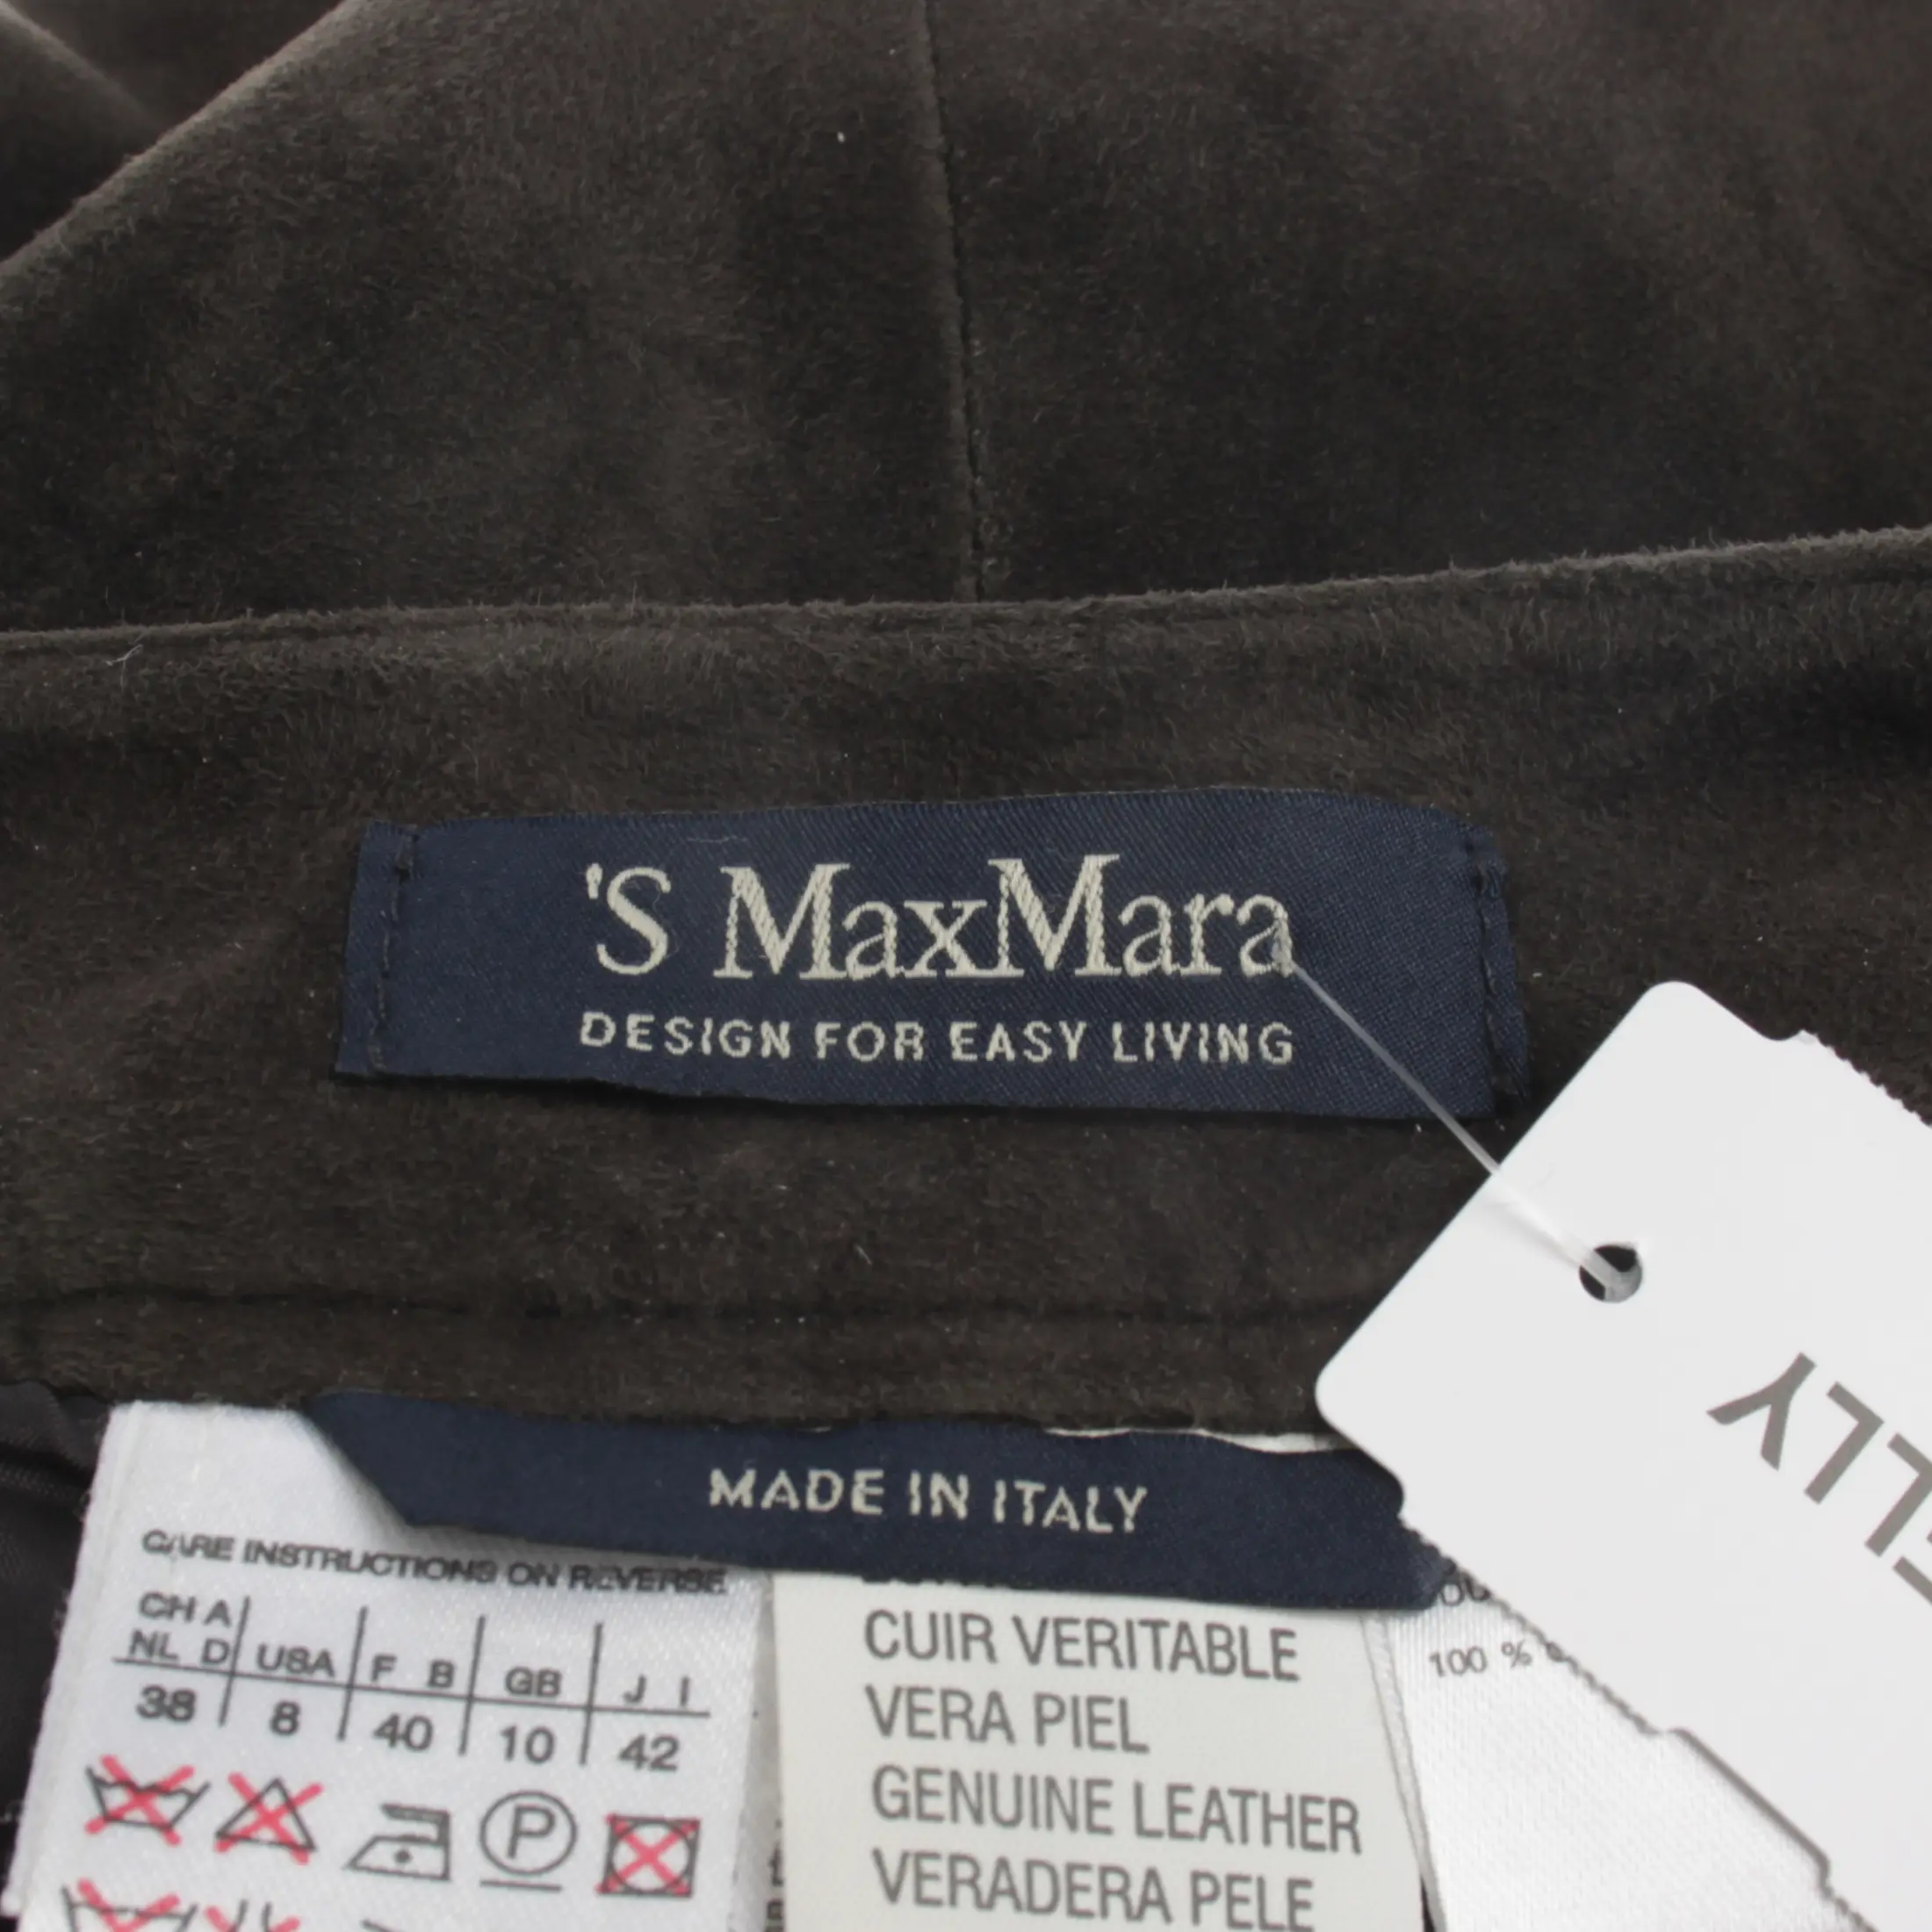 'S MaxMara
DESIGN FOR EASY LIVING
MADE IN ITALY
CARE INSTRUCTIONS ON REVERSE
CH A
NL D USA F B GB J I
38 8 40 10 42
P
CUIR VERITABLE
VERA PIEL
GENUINE LEATHER
VERADERA PELE
100 %
ELLY